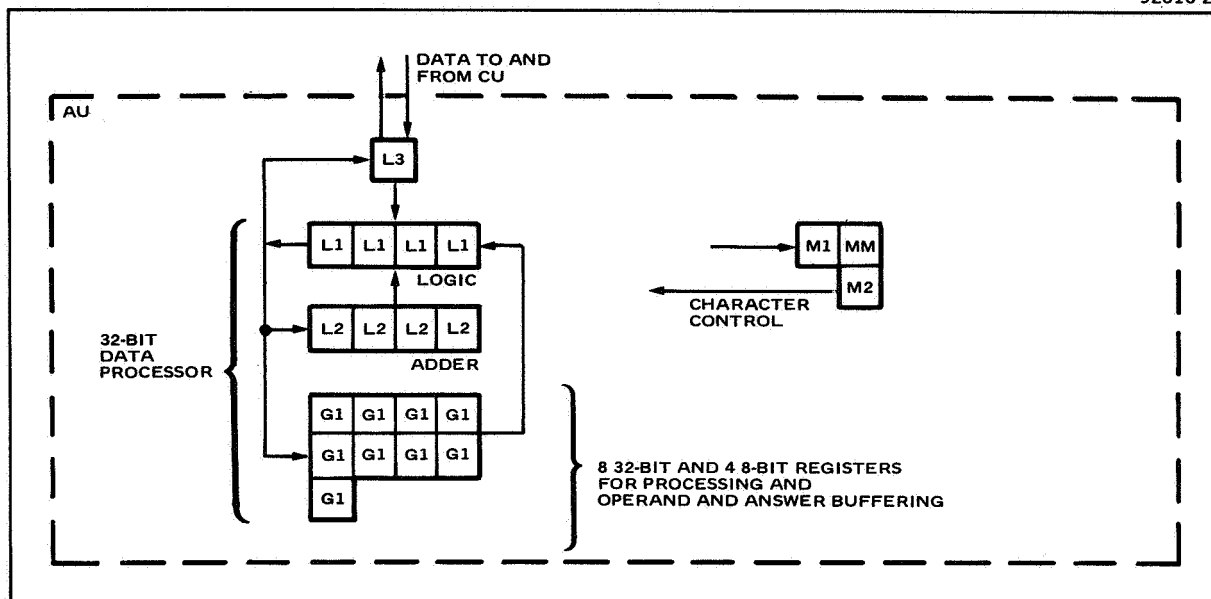 DATA TO AND
FROM CU
AU
L3
L1 L1 L1 L1
LOGIC
M1 MM
M2
CHARACTER
CONTROL
L2 L2 L2 L2
ADDER
32-BIT
DATA
PROCESSOR
G1 G1 G1 G1
G1 G1 G1 G1
G1
8 32-BIT AND 4 8-BIT REGISTERS
FOR PROCESSING AND
OPERAND AND ANSWER BUFFERING